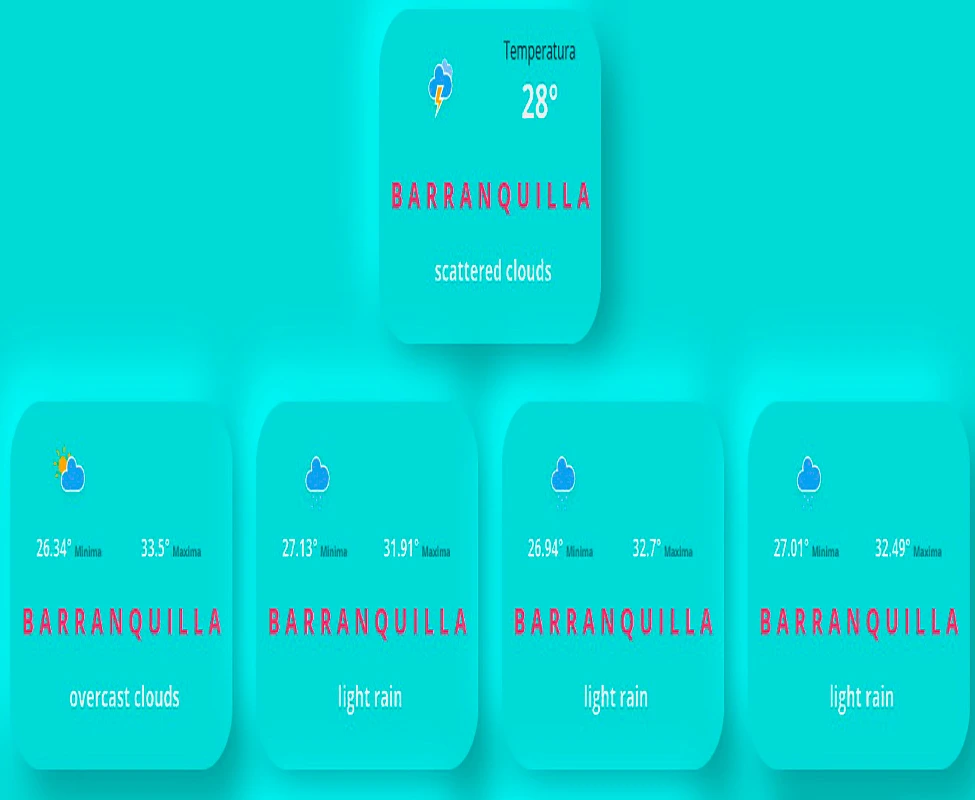 Temperatura
28°
BARRANQUILLA
scattered clouds
26.34° Minima 33.5° Maxima
BARRANQUILLA
overcast clouds
27.13° Minima 31.91° Maxima
BARRANQUILLA
light rain
26.94° Minima 32.7° Maxima
BARRANQUILLA
light rain
27.01° Minima 32.49° Maxima
BARRANQUILLA
light rain